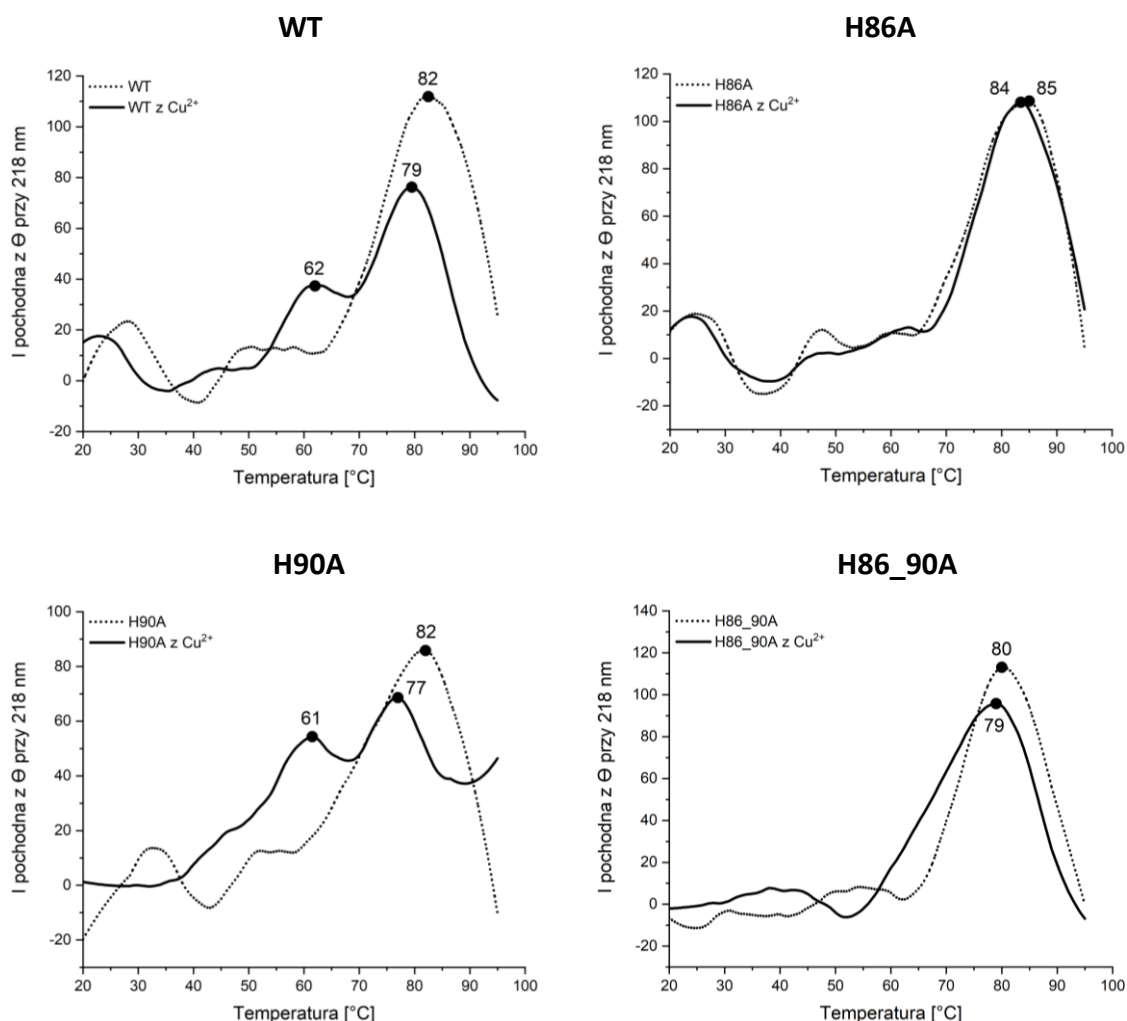 WT
WT
WT z Cu²⁺
82
79
62
I pochodna z Θ przy 218 nm
120
100
80
60
40
20
0
-20
20 30 40 50 60 70 80 90 100
Temperatura [°C]
H86A
H86A
H86A z Cu²⁺
84 85
I pochodna z Θ przy 218 nm
120
100
80
60
40
20
0
-20
20 30 40 50 60 70 80 90 100
Temperatura [°C]
H90A
H90A
H90A z Cu²⁺
82
77
61
I pochodna z Θ przy 218 nm
100
80
60
40
20
0
-20
20 30 40 50 60 70 80 90 100
Temperatura [°C]
H86_90A
H86_90A
H86_90A z Cu²⁺
80
79
I pochodna z Θ przy 218 nm
140
120
100
80
60
40
20
0
-20
20 30 40 50 60 70 80 90 100
Temperatura [°C]